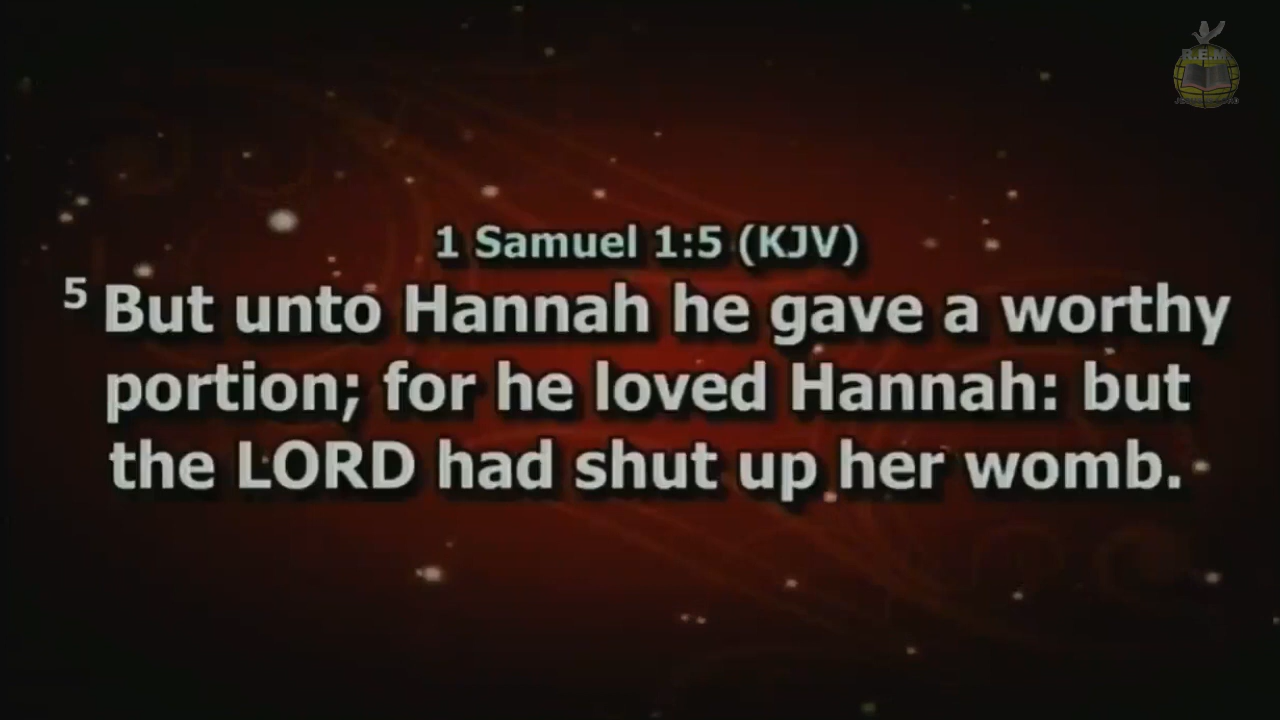 R.E.M.
1 Samuel 1:5 (KJV)
5 But unto Hannah he gave a worthy
portion; for he loved Hannah: but
the LORD had shut up her womb.